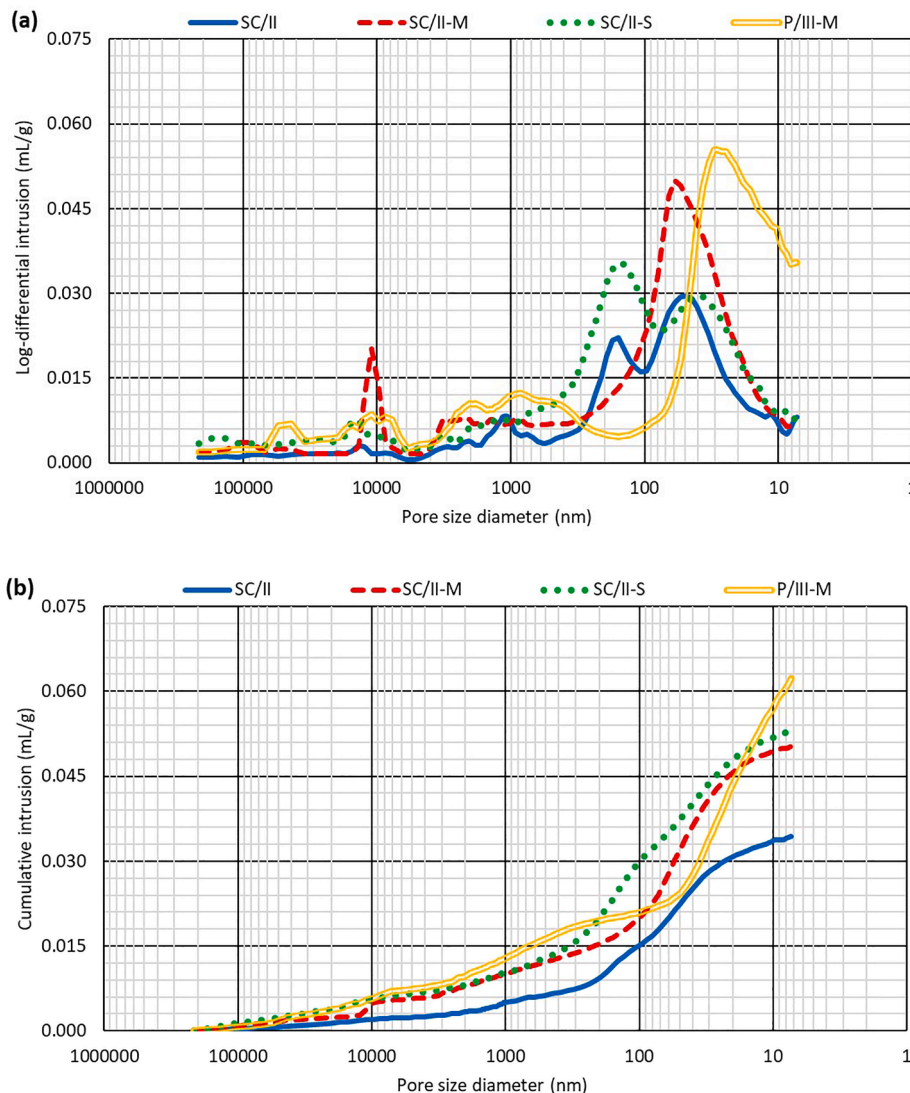 (a)
SC/II SC/II-M SC/II-S P/III-M
0.075
0.060
0.045
0.030
0.015
0.000
Log-differential intrusion (mL/g)
1000000 100000 10000 1000 100 10 1
Pore size diameter (nm)
(b)
SC/II SC/II-M SC/II-S P/III-M
0.075
0.060
0.045
0.030
0.015
0.000
Cumulative intrusion (mL/g)
1000000 100000 10000 1000 100 10 1
Pore size diameter (nm)